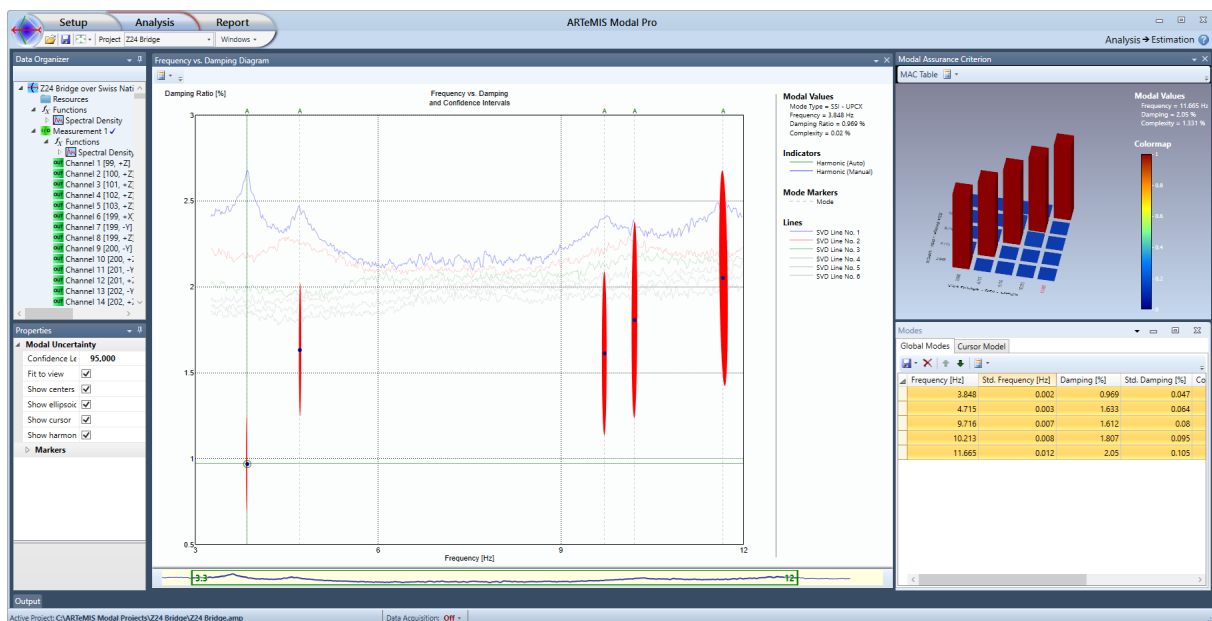 Setup
Analysis
Report
ARTeMIS Modal Pro
Project Z24 Bridge
Windows
Analysis → Estimation
Data Organizer
Z24 Bridge over Swiss Nati
Resources
Functions
Spectral Density
Measurement 1
Functions
Spectral Density
Channel 1 [99, +Z]
Channel 2 [100, +Z]
Channel 3 [101, +Z]
Channel 4 [102, +Z]
Channel 5 [103, +Z]
Channel 6 [199, +X]
Channel 7 [199, -Y]
Channel 8 [199, +Z]
Channel 9 [200, -Y]
Channel 10 [200, +Z
Channel 11 [201, -Y
Channel 12 [201, +Z
Channel 13 [202, -Y
Channel 14 [202, +Z
Properties
Modal Uncertainty
Confidence Le 95,000
Fit to view
Show centers
Show ellipsoic
Show cursor
Show harmon
Markers
Frequency vs. Damping Diagram
Damping Ratio [%]
Frequency vs. Damping
and Confidence Intervals
A A A A A
3
2.5
2
1.5
1
0.5
3 6 9 12
Frequency [Hz]
3.3 12
Modal Values
Mode Type = SSI - UPCX
Frequency = 3.848 Hz
Damping Ratio = 0.969 %
Complexity = 0.02 %
Indicators
Harmonic (Auto)
Harmonic (Manual)
Mode Markers
Mode
Lines
SVD Line No. 1
SVD Line No. 2
SVD Line No. 3
SVD Line No. 4
SVD Line No. 5
SVD Line No. 6
Modal Assurance Criterion
MAC Table
Modal Values
Frequency = 11.665 Hz
Damping = 2.05 %
Complexity = 1.331 %
Colormap
1
0.8
0.6
0.4
0.2
0
Modes
Global Modes
Cursor Model
Frequency [Hz] Std. Frequency [Hz] Damping [%] Std. Damping [%] Co
3.848 0.002 0.969 0.047
4.715 0.003 1.633 0.064
9.716 0.007 1.612 0.08
10.213 0.008 1.807 0.095
11.665 0.012 2.05 0.105
Output
Active Project: C:\ARTeMIS Modal Projects\Z24 Bridge\Z24 Bridge.amp
Data Acquisition: Off